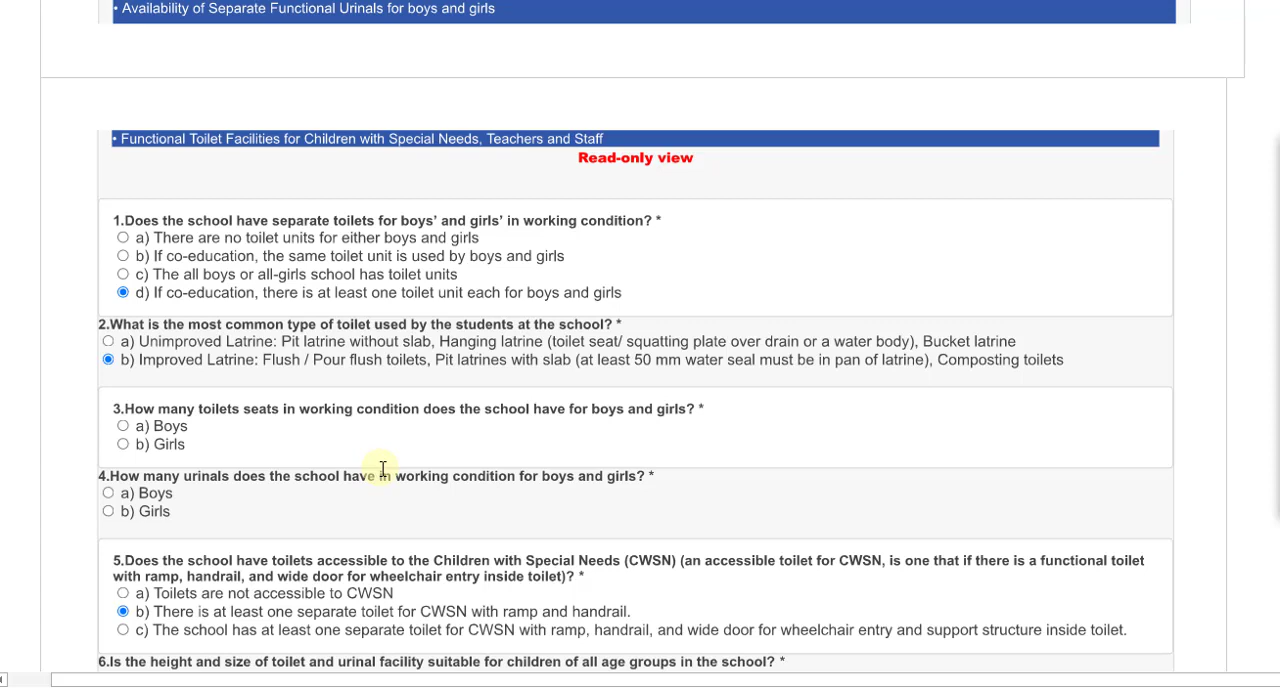 • Availability of Separate Functional Urinals for boys and girls
• Functional Toilet Facilities for Children with Special Needs, Teachers and Staff
Read-only view
1.Does the school have separate toilets for boys’ and girls’ in working condition? *
a) There are no toilet units for either boys and girls
b) If co-education, the same toilet unit is used by boys and girls
c) The all boys or all-girls school has toilet units
d) If co-education, there is at least one toilet unit each for boys and girls
2.What is the most common type of toilet used by the students at the school? *
a) Unimproved Latrine: Pit latrine without slab, Hanging latrine (toilet seat/ squatting plate over drain or a water body), Bucket latrine
b) Improved Latrine: Flush / Pour flush toilets, Pit latrines with slab (at least 50 mm water seal must be in pan of latrine), Composting toilets
3.How many toilets seats in working condition does the school have for boys and girls? *
a) Boys
b) Girls
4.How many urinals does the school have in working condition for boys and girls? *
a) Boys
b) Girls
5.Does the school have toilets accessible to the Children with Special Needs (CWSN) (an accessible toilet for CWSN, is one that if there is a functional toilet
with ramp, handrail, and wide door for wheelchair entry inside toilet)? *
a) Toilets are not accessible to CWSN
b) There is at least one separate toilet for CWSN with ramp and handrail.
c) The school has at least one separate toilet for CWSN with ramp, handrail, and wide door for wheelchair entry and support structure inside toilet.
6.Is the height and size of toilet and urinal facility suitable for children of all age groups in the school? *